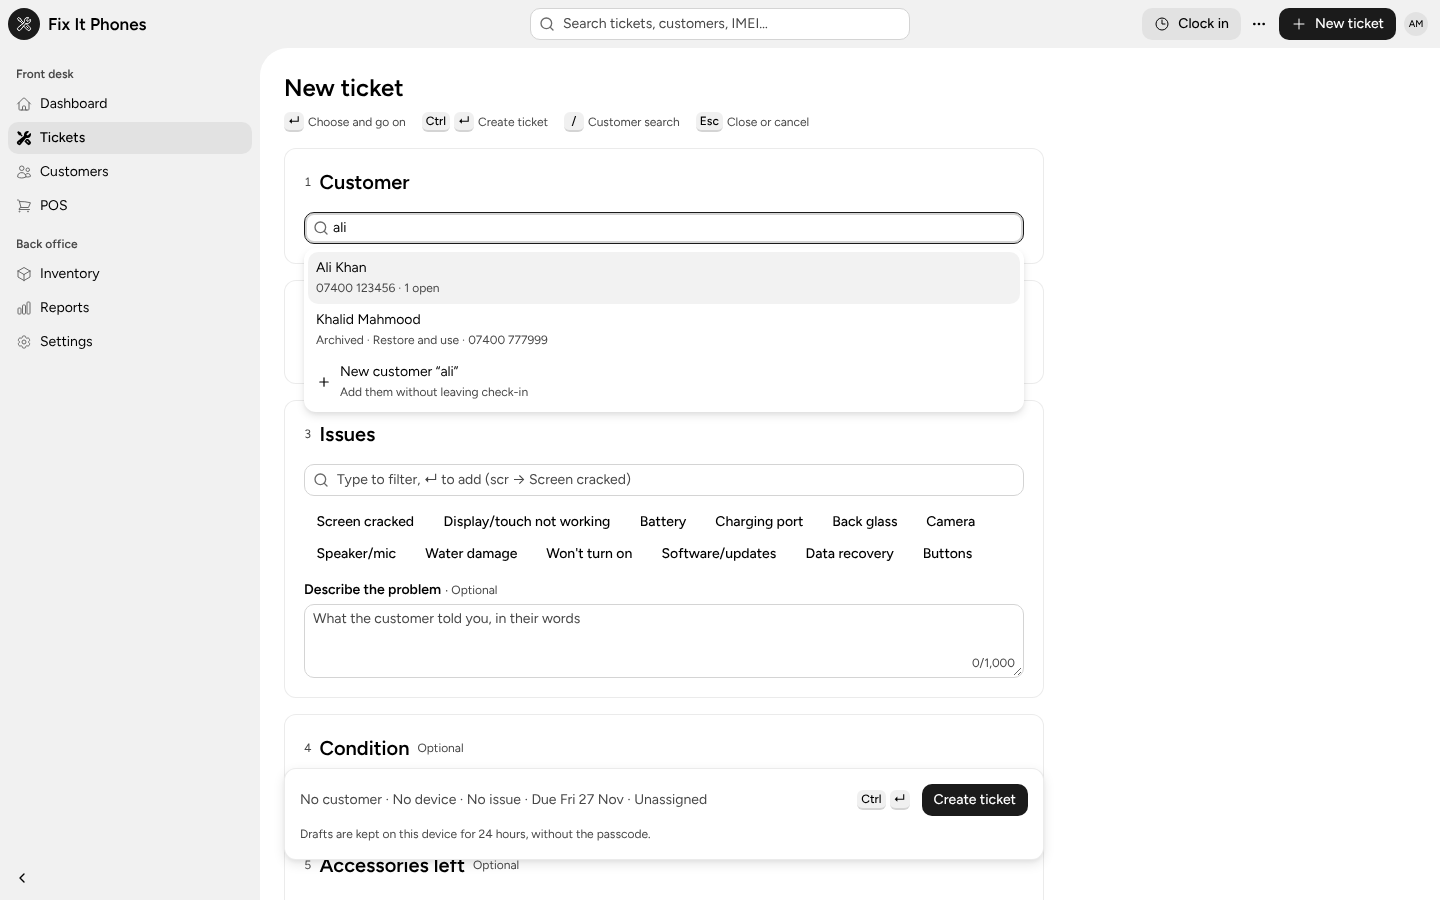 Fix It Phones
Search tickets, customers, IMEI...
Clock in
New ticket
AM
Front desk
Dashboard
Tickets
Customers
POS
Back office
Inventory
Reports
Settings
New ticket
↵ Choose and go on Ctrl ↵ Create ticket / Customer search Esc Close or cancel
1 Customer
ali
Ali Khan
07400 123456 · 1 open
Khalid Mahmood
Archived · Restore and use · 07400 777999
New customer “ali”
Add them without leaving check-in
3 Issues
Type to filter, ↵ to add (scr → Screen cracked)
Screen cracked Display/touch not working Battery Charging port Back glass Camera
Speaker/mic Water damage Won't turn on Software/updates Data recovery Buttons
Describe the problem · Optional
What the customer told you, in their words
0/1,000
4 Condition Optional
No customer · No device · No issue · Due Fri 27 Nov · Unassigned
Ctrl ↵ Create ticket
Drafts are kept on this device for 24 hours, without the passcode.
5 Accessories left Optional